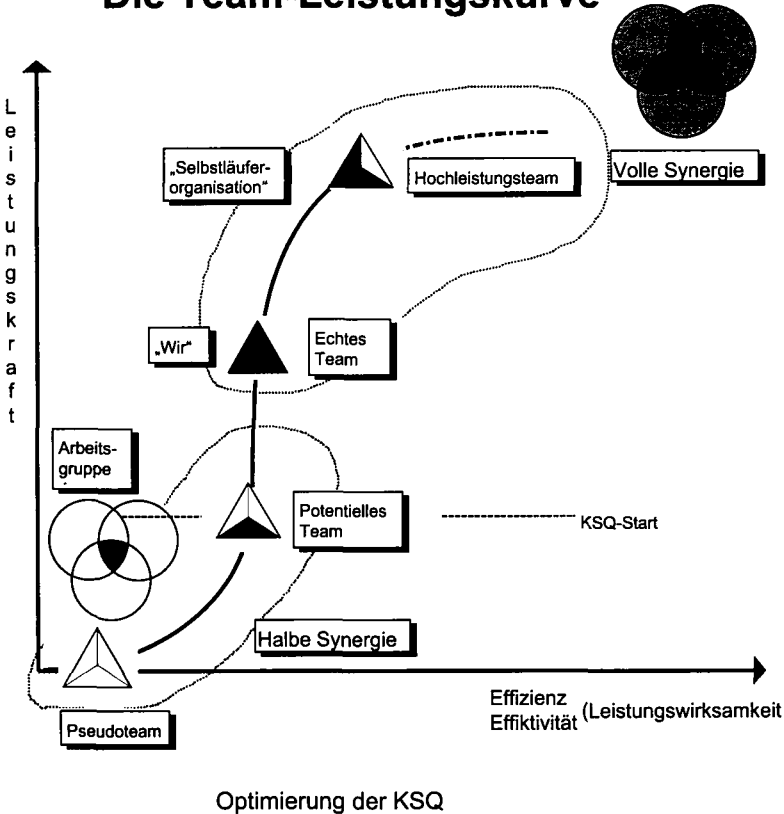 Die Team-Leistungskurve
Leistungskraft
„Selbstläufer-
organisation"
Hochleistungsteam
Volle Synergie
„Wir"
Echtes
Team
Arbeits-
gruppe
Potentielles
Team
KSQ-Start
Halbe Synergie
Pseudoteam
Effizienz
Effiktivität
(Leistungswirksamkeit
Optimierung der KSQ